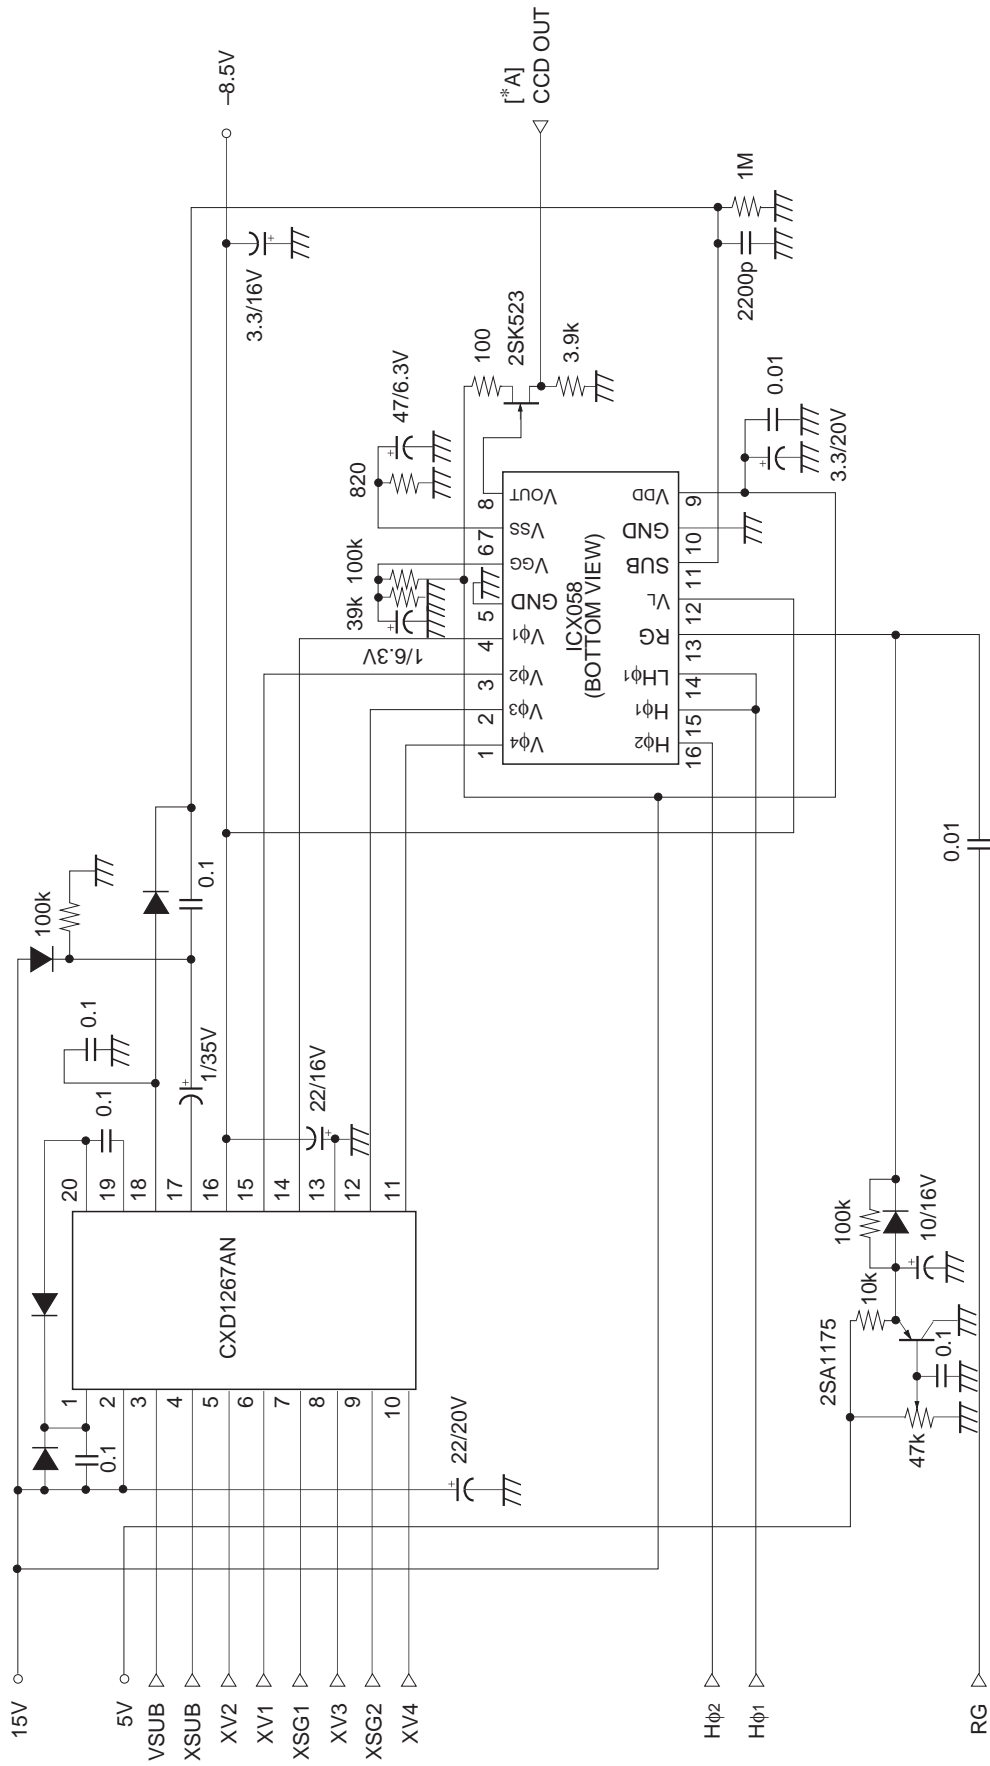 15V
5V
VSUB
XSUB
XV2
XV1
XSG1
XV3
XSG2
XV4
Hϕ2
Hϕ1
RG
CXD1267AN
1
2
3
4
5
6
7
8
9
10
20
19
18
17
16
15
14
13
12
11
0.1
22/20V
0.1
0.1
1/35V
22/16V
100k
0.1
–8.5V
3.3/16V
[*A]
CCD OUT
1M
2200p
100
2SK523
3.9k
47/6.3V
820
100k
39k
1/6.3V
0.01
3.3/20V
ICX058
(BOTTOM VIEW)
1
2
3
4
5
6
7
8
Vϕ4
Vϕ3
Vϕ2
Vϕ1
GND
VGG
VSS
VOUT
Hϕ2
Hϕ1
LHϕ1
RG
VL
SUB
GND
VDD
16
15
14
13
12
11
10
9
2SA1175
47k
0.1
10k
100k
10/16V
0.01